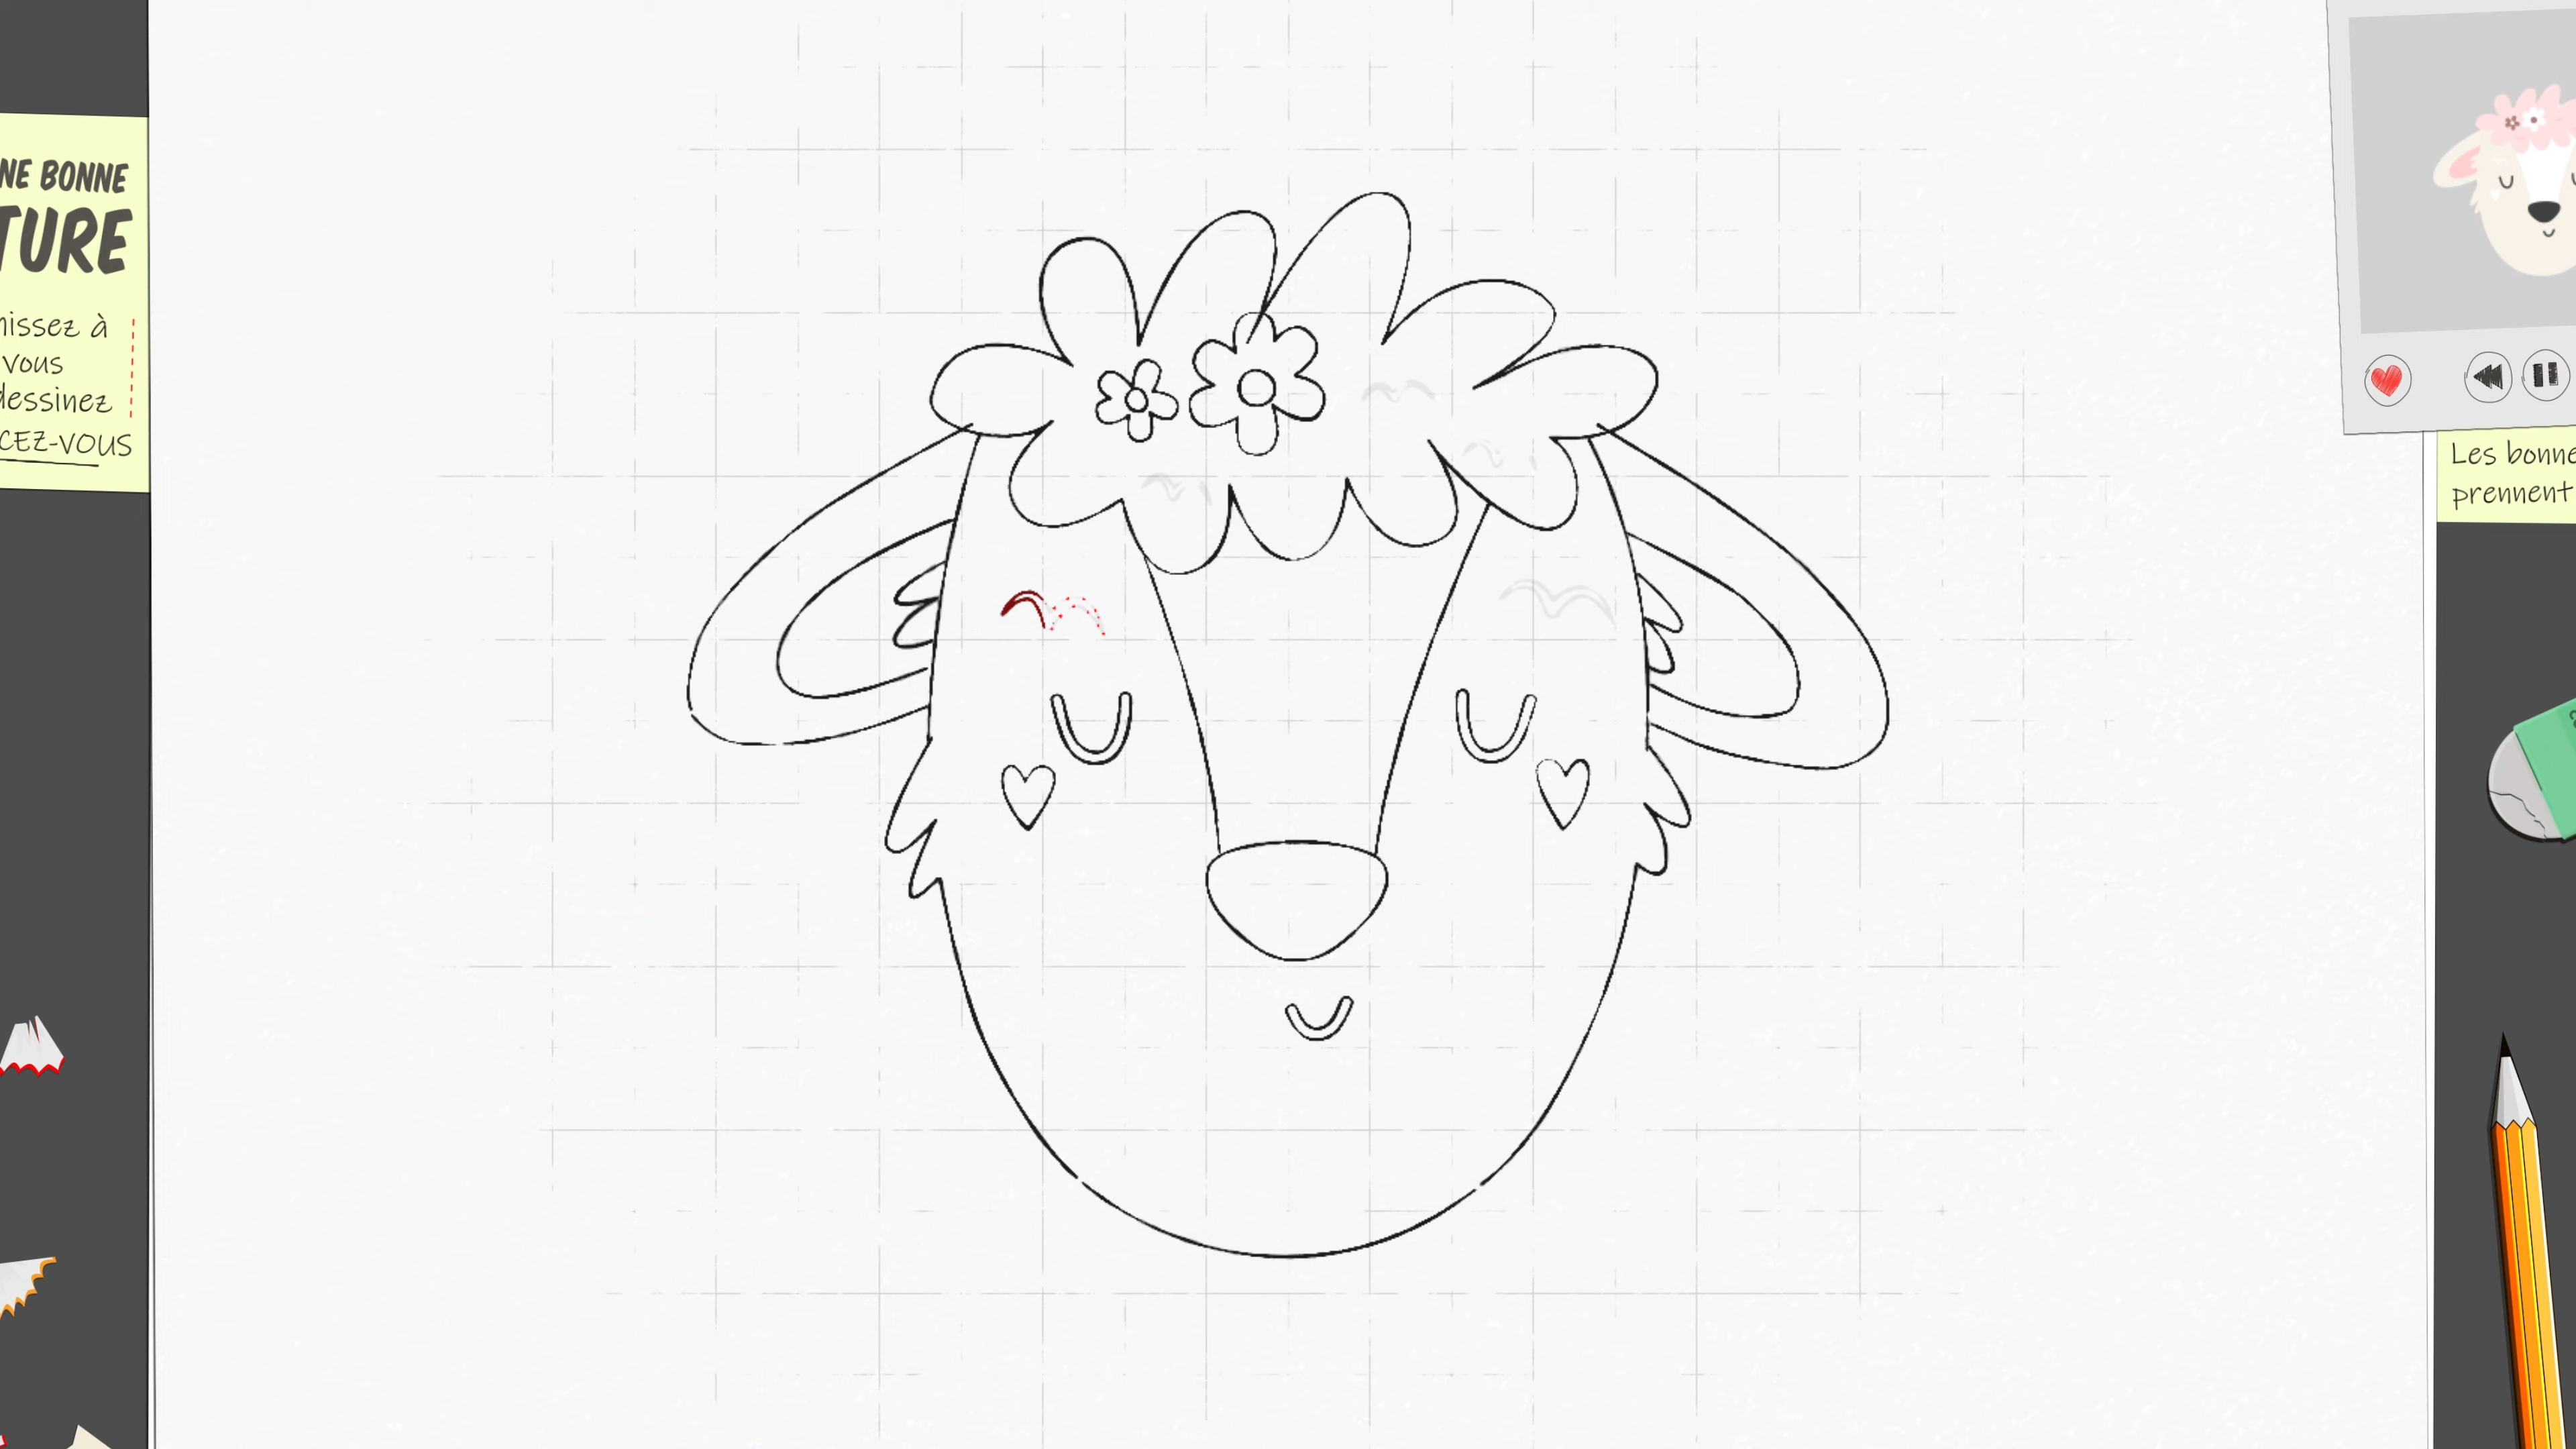 NE BONNE
TURE
nissez à
vous
dessinez
CEZ-VOUS
Les bonne
prennent